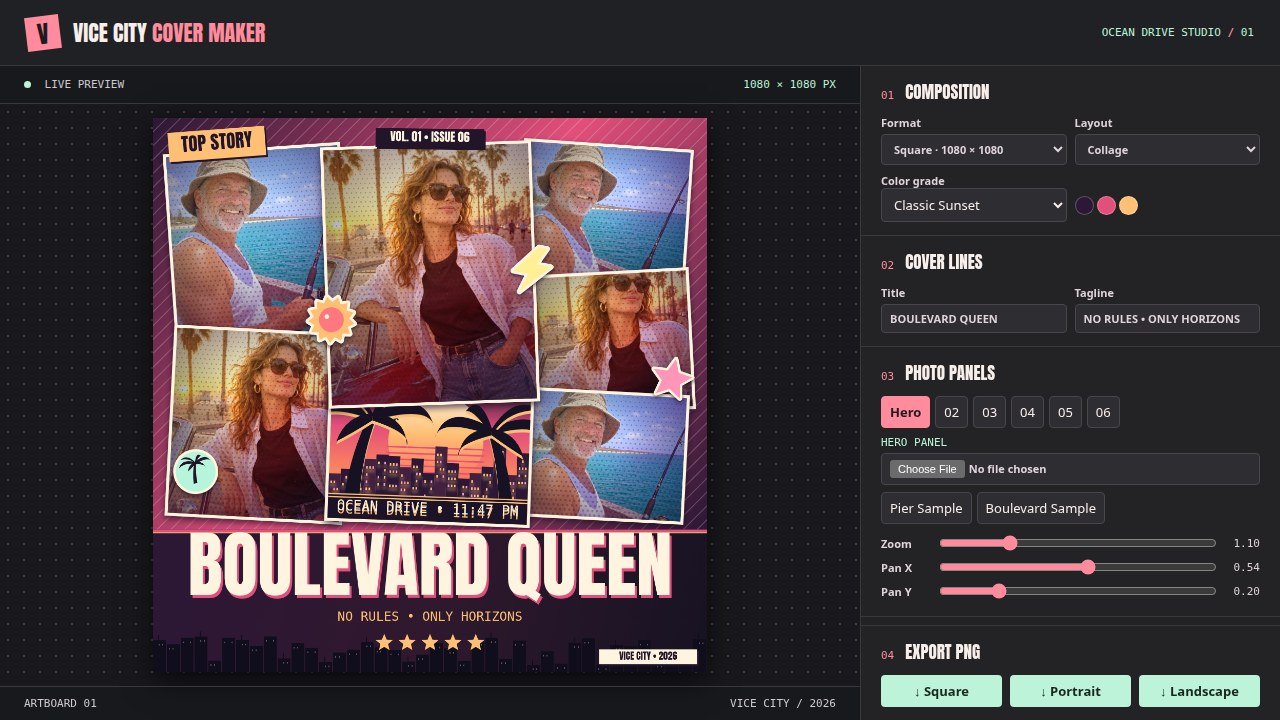 V VICE CITY COVER MAKER
OCEAN DRIVE STUDIO / 01
LIVE PREVIEW
1080 × 1080 PX
TOP STORY
VOL. 01 • ISSUE 06
OCEAN DRIVE • 11:47 PM
BOULEVARD QUEEN
NO RULES • ONLY HORIZONS
VICE CITY • 2026
ARTBOARD 01
VICE CITY / 2026
01 COMPOSITION
Format
Layout
Square · 1080 × 1080
Collage
Color grade
Classic Sunset
02 COVER LINES
Title
Tagline
BOULEVARD QUEEN
NO RULES • ONLY HORIZONS
03 PHOTO PANELS
Hero 02 03 04 05 06
HERO PANEL
Choose File No file chosen
Pier Sample
Boulevard Sample
Zoom 1.10
Pan X 0.54
Pan Y 0.20
04 EXPORT PNG
↓ Square
↓ Portrait
↓ Landscape